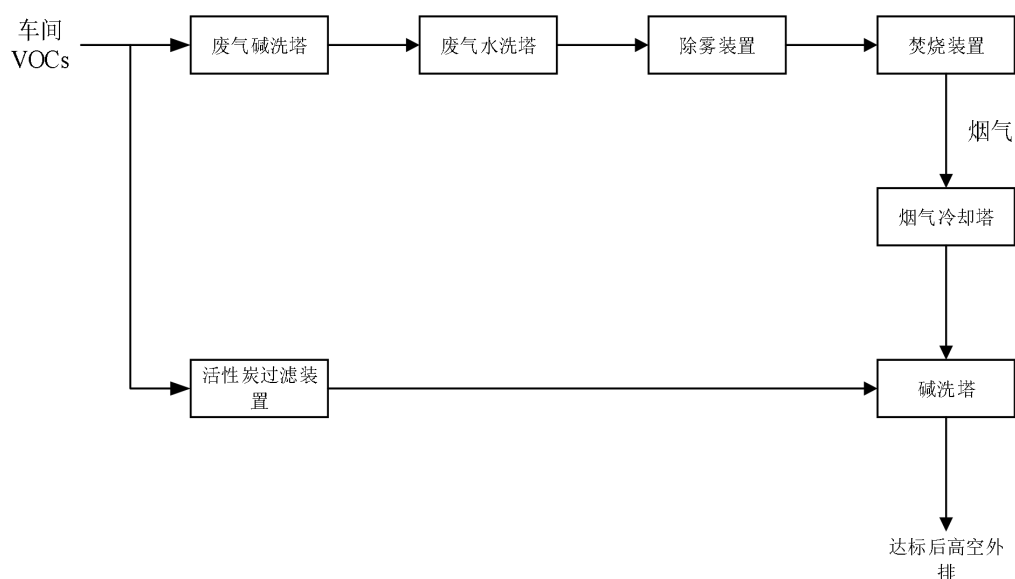 车间
VOCs
废气碱洗塔
废气水洗塔
除雾装置
焚烧装置
烟气
烟气冷却塔
活性炭过滤装
置
碱洗塔
达标后高空外
排